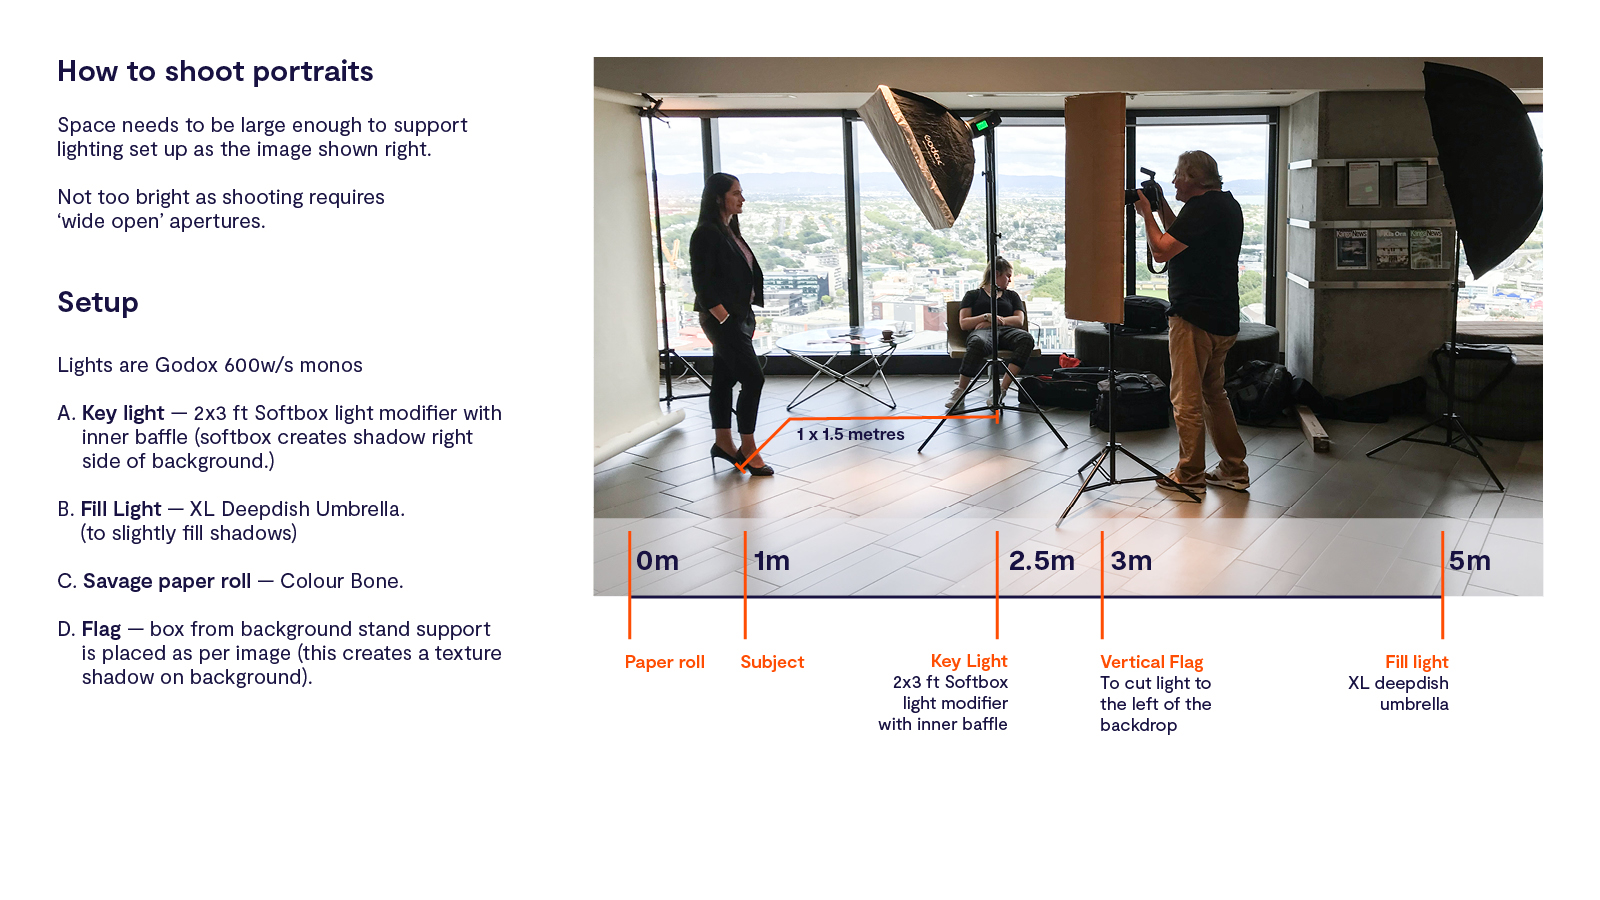 How to shoot portraits
Space needs to be large enough to support
lighting set up as the image shown right.
Not too bright as shooting requires
‘wide open’ apertures.
Setup
Lights are Godox 600w/s monos
A. Key light — 2x3 ft Softbox light modifier with
inner baffle (softbox creates shadow right
side of background.)
B. Fill Light — XL Deepdish Umbrella.
(to slightly fill shadows)
C. Savage paper roll — Colour Bone.
D. Flag — box from background stand support
is placed as per image (this creates a texture
shadow on background).
Godox
KangaNews
KangaNews
1 x 1.5 metres
0m
1m
2.5m
3m
5m
Paper roll
Subject
Key Light
2x3 ft Softbox
light modifier
with inner baffle
Vertical Flag
To cut light to
the left of the
backdrop
Fill light
XL deepdish
umbrella